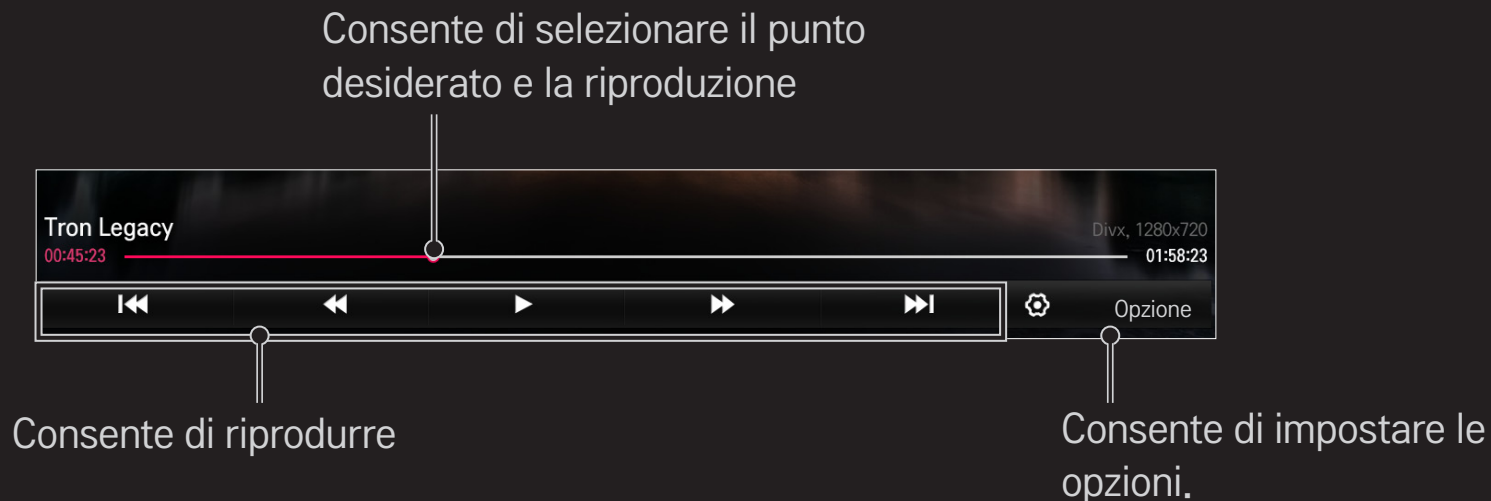 Consente di selezionare il punto
desiderato e la riproduzione
Tron Legacy
Divx, 1280x720
00:45:23
01:58:23
Opzione
Consente di riprodurre
Consente di impostare le
opzioni.